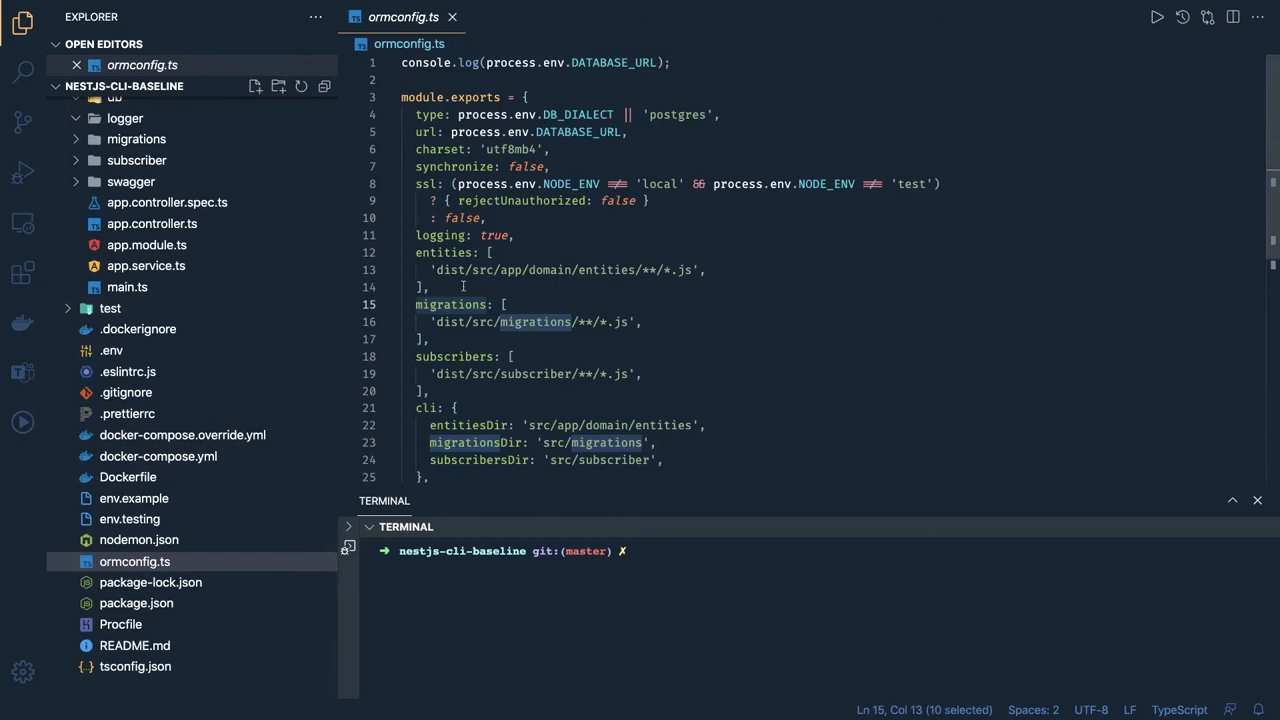 EXPLORER
OPEN EDITORS
ormconfig.ts
NESTJS-CLI-BASELINE
db
logger
migrations
subscriber
swagger
app.controller.spec.ts
app.controller.ts
app.module.ts
app.service.ts
main.ts
test
.dockerignore
.env
.eslintrc.js
.gitignore
.prettierrc
docker-compose.override.yml
docker-compose.yml
Dockerfile
env.example
env.testing
nodemon.json
ormconfig.ts
package-lock.json
package.json
Procfile
README.md
tsconfig.json
ormconfig.ts
ormconfig.ts
1 console.log(process.env.DATABASE_URL);
2
3 module.exports = {
4 type: process.env.DB_DIALECT || 'postgres',
5 url: process.env.DATABASE_URL,
6 charset: 'utf8mb4',
7 synchronize: false,
8 ssl: (process.env.NODE_ENV !== 'local' && process.env.NODE_ENV !== 'test')
9 ? { rejectUnauthorized: false }
10 : false,
11 logging: true,
12 entities: [
13 'dist/src/app/domain/entities/**/*.js',
14 ],
15 migrations: [
16 'dist/src/migrations/**/*.js',
17 ],
18 subscribers: [
19 'dist/src/subscriber/**/*.js',
20 ],
21 cli: {
22 entitiesDir: 'src/app/domain/entities',
23 migrationsDir: 'src/migrations',
24 subscribersDir: 'src/subscriber',
25 },
TERMINAL
TERMINAL
➜ nestjs-cli-baseline git:(master) ✗
Ln 15, Col 13 (10 selected) Spaces: 2 UTF-8 LF TypeScript